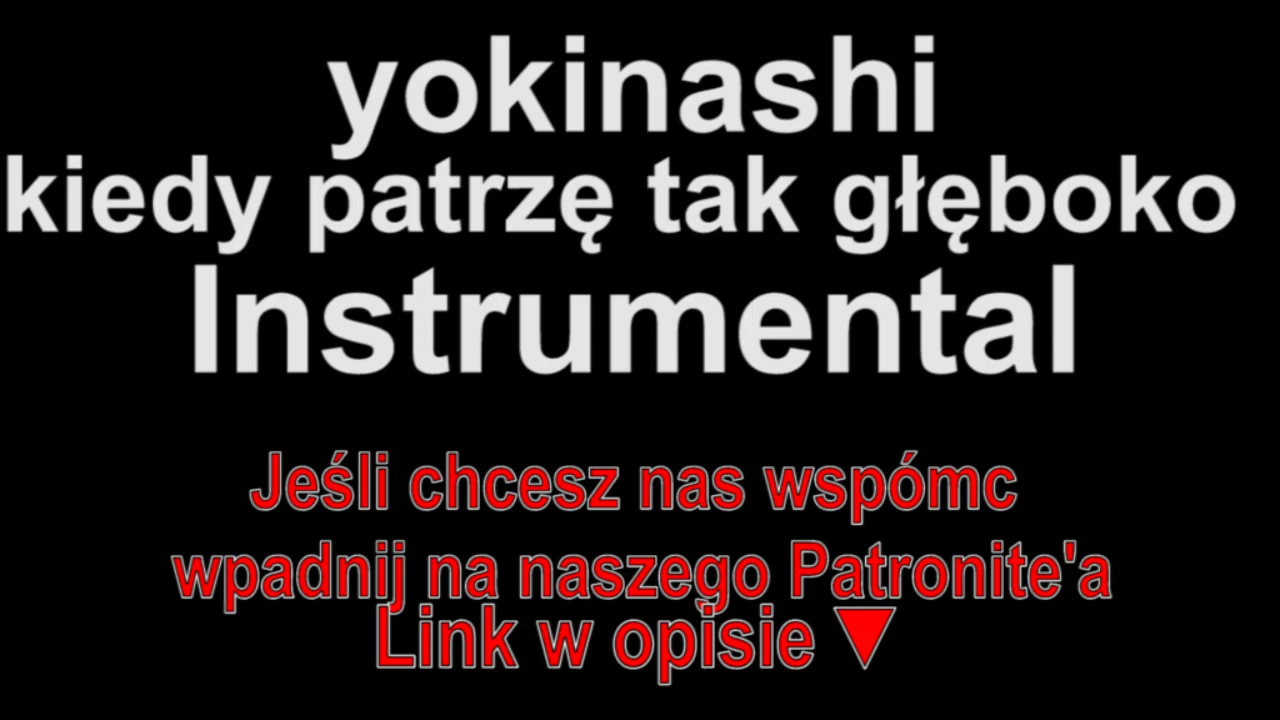 yokinashi
kiedy patrzę tak głęboko
Instrumental
Jeśli chcesz nas wspómc
wpadnij na naszego Patronite'a
Link w opisie ▼